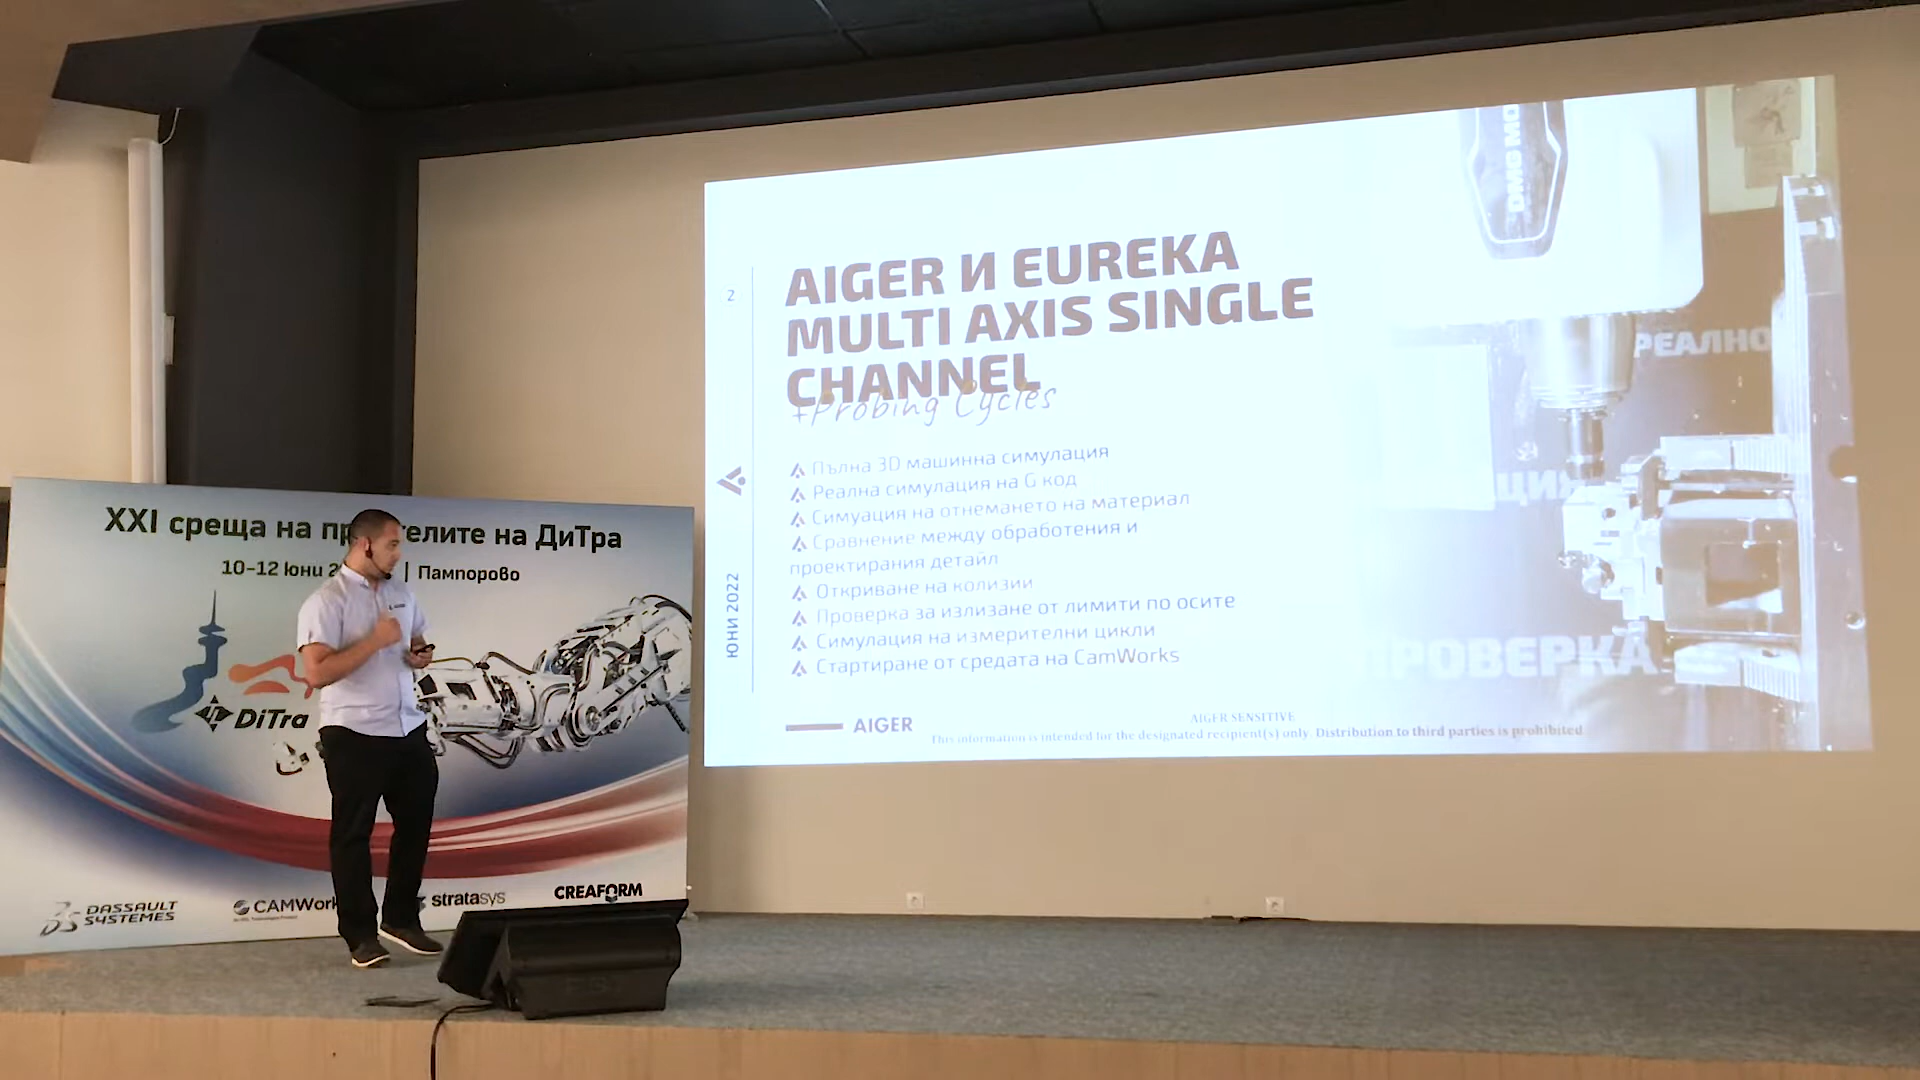 AIGER И EUREKA
MULTI AXIS SINGLE
CHANNEL
+Probing Cycles
2
Пълна 3D машинна симулация
Реална симулация на G код
Симуация на отнемането на материал
Сравнение между обработения и
проектирания детайл
Откриване на колизии
Проверка за излизане от лимити по осите
Симулация на измерителни цикли
Стартиране от средата на CamWorks
ЮНИ 2022
AIGER
AIGER SENSITIVE
This information is intended for the designated recipient(s) only. Distribution to third parties is prohibited
DMG MO
РЕАЛНО
ПРОВЕРКА
XXI среща на
на ДиТра
10-12 Юни
| Пампорово
DiTra
DASSAULT
SYSTEMES
CAMWork
stratasys
CREAFORM